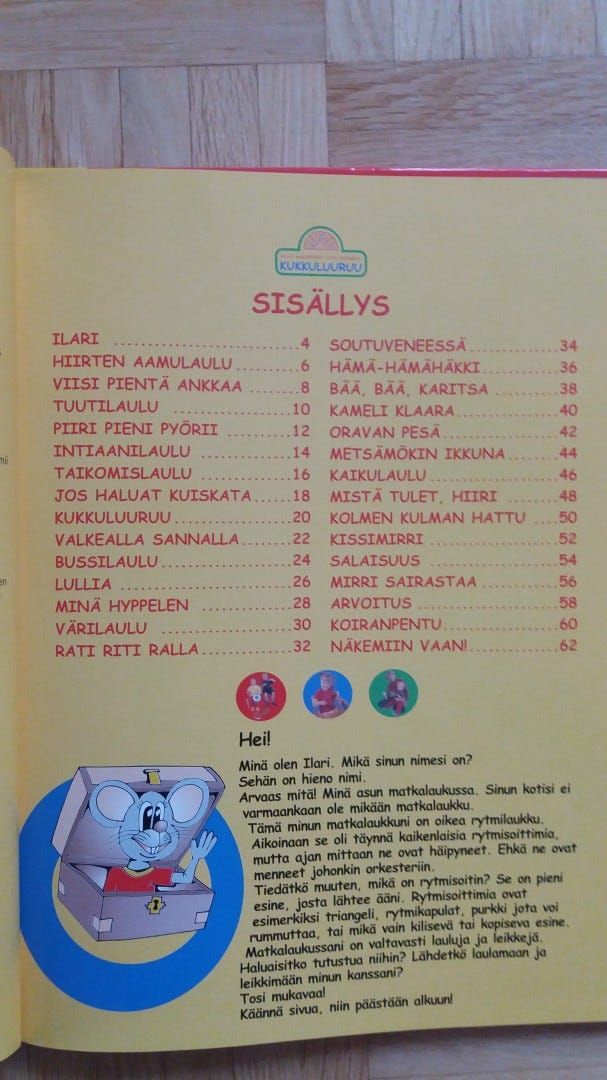 KUKKULUURUU
SISÄLLYS
ILARI ..........................4
HIIRTEN AAMULAULU ..........6
VIISI PIENTÄ ANKKAA ........8
TUUTILAULU ..................10
PIIRI PIENI PYÖRII ..........12
INTIAANILAULU ..............14
TAIKOMISLAULU ..............16
JOS HALUAT KUISKATA ......18
KUKKULUURUU ................20
VALKEALLA SANNALLA ........22
BUSSILAULU ..................24
LULLIA ........................26
MINÄ HYPPELEN ..............28
VÄRILAULU ....................30
RATI RITI RALLA ..............32
SOUTUVENEESSÄ ..............34
HÄMÄ-HÄMÄHÄKKI ............36
BÄÄ, BÄÄ, KARITSA ..........38
KAMELI KLAARA ..............40
ORAVAN PESÄ ................42
METSÄMÖKIN IKKUNA ........44
KAIKULAULU ..................46
MISTÄ TULET, HIIRI ..........48
KOLMEN KULMAN HATTU ....50
KISSIMIRRI ..................52
SALAISUUS ..................54
MIRRI SAIRASTAA ............56
ARVOITUS ....................58
KOIRANPENTU ................60
NÄKEMIIN VAAN! ............62
Hei!
Minä olen Ilari. Mikä sinun nimesi on?
Sehän on hieno nimi.
Arvaas mitä! Minä asun matkalaukussa. Sinun kotisi ei
varmaankaan ole mikään matkalaukku.
Tämä minun matkalaukkuni on oikea rytmilaukku.
Aikoinaan se oli täynnä kaikenlaisia rytmisoittimia,
mutta ajan mittaan ne ovat häipyneet. Ehkä ne ovat
menneet johonkin orkesteriin.
Tiedätkö muuten, mikä on rytmisoitin? Se on pieni
esine, josta lähtee ääni. Rytmisoittimia ovat
esimerkiksi triangeli, rytmikapulat, purkki jota voi
rummuttaa, tai mikä vain kilisevä tai kopiseva esine.
Matkalaukussani on valtavasti lauluja ja leikkejä.
Haluaisitko tutustua niihin? Lähdetkö laulamaan ja
leikkimään minun kanssani?
Tosi mukavaa!
Käännä sivua, niin päästään alkuun!